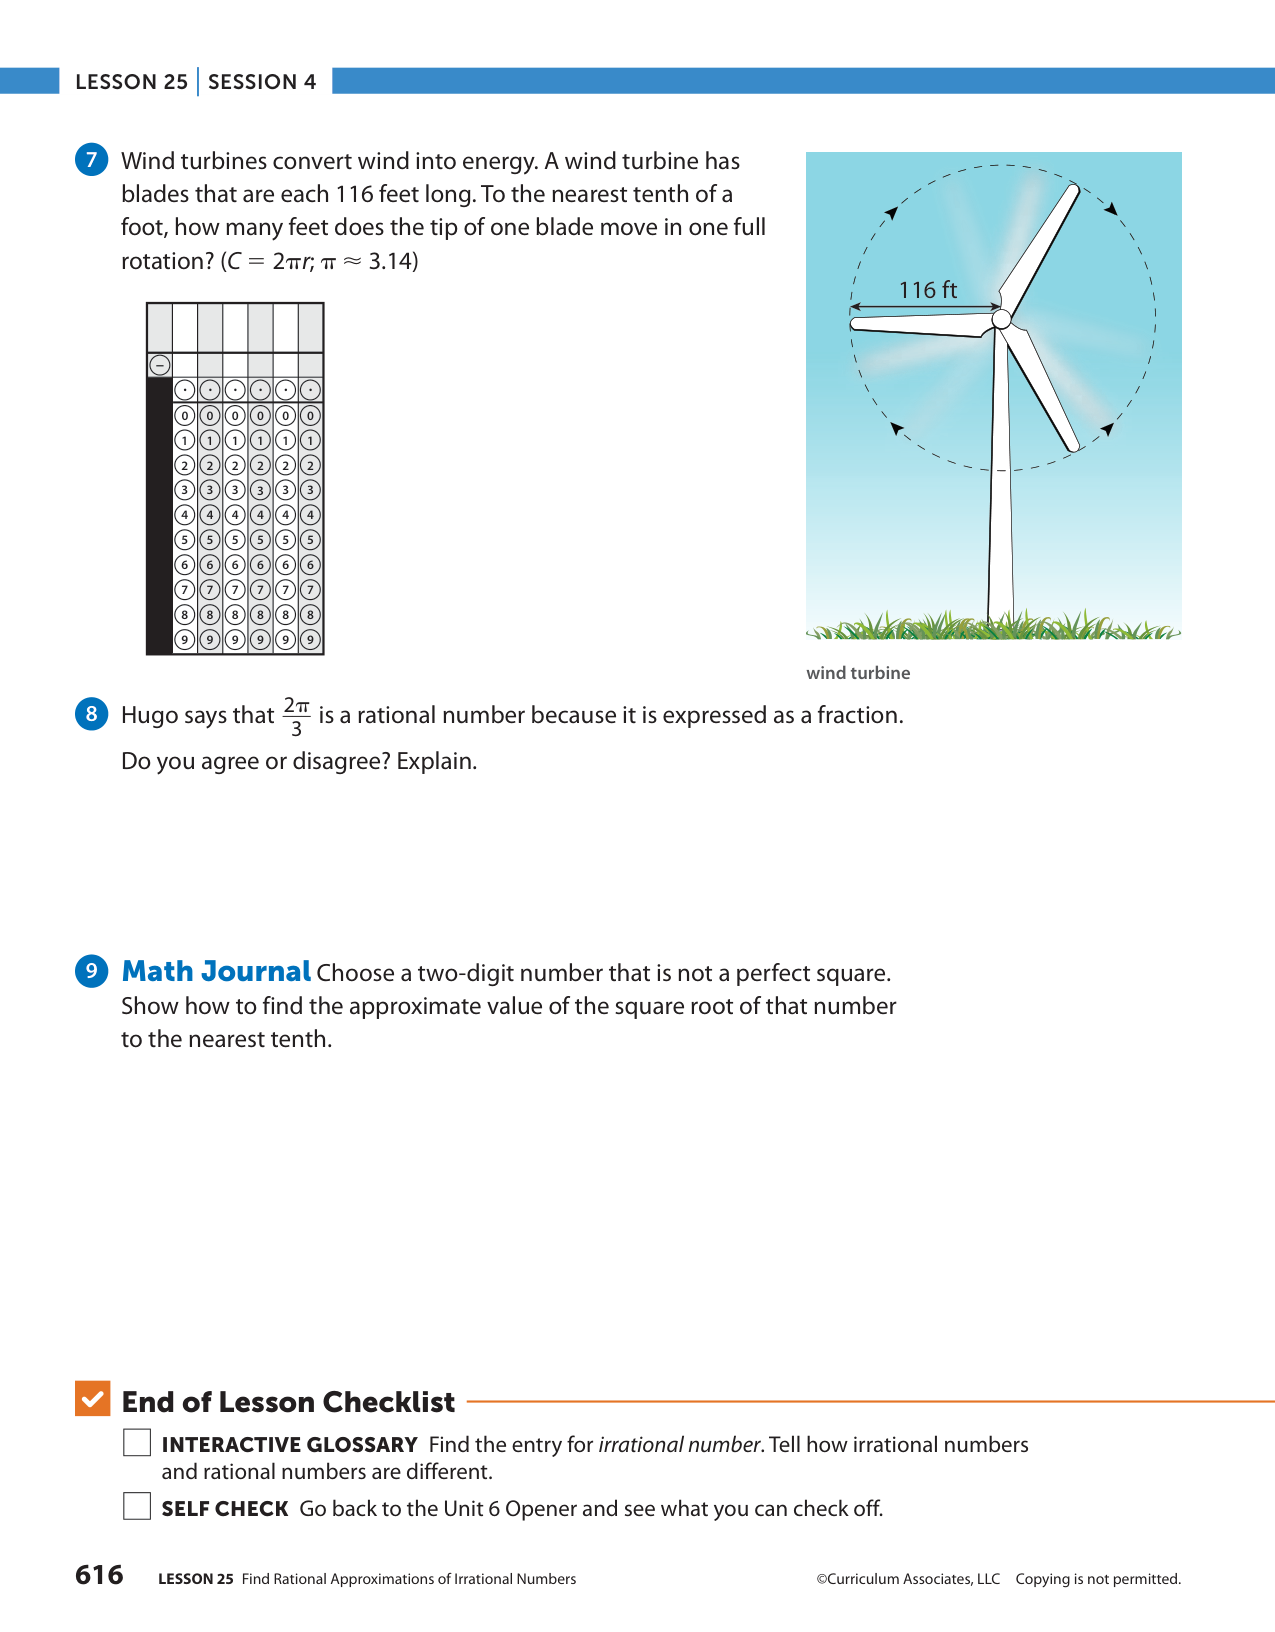 LESSON 25 | SESSION 4
7 Wind turbines convert wind into energy. A wind turbine has
blades that are each 116 feet long. To the nearest tenth of a
foot, how many feet does the tip of one blade move in one full
rotation? (C = 2πr; π ≈ 3.14)
116 ft
−
· · · · · ·
0 0 0 0 0 0
1 1 1 1 1 1
2 2 2 2 2 2
3 3 3 3 3 3
4 4 4 4 4 4
5 5 5 5 5 5
6 6 6 6 6 6
7 7 7 7 7 7
8 8 8 8 8 8
9 9 9 9 9 9
wind turbine
8 Hugo says that 2π/3 is a rational number because it is expressed as a fraction.
Do you agree or disagree? Explain.
9 Math Journal Choose a two-digit number that is not a perfect square.
Show how to find the approximate value of the square root of that number
to the nearest tenth.
End of Lesson Checklist
INTERACTIVE GLOSSARY Find the entry for irrational number. Tell how irrational numbers
and rational numbers are different.
SELF CHECK Go back to the Unit 6 Opener and see what you can check off.
616 LESSON 25 Find Rational Approximations of Irrational Numbers ©Curriculum Associates, LLC Copying is not permitted.